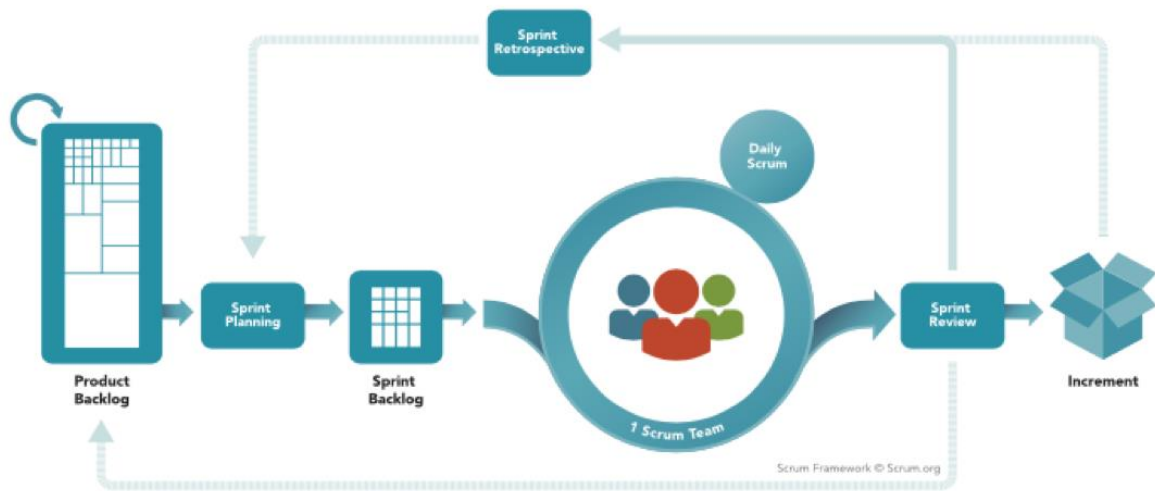 Sprint
Retrospective
Daily
Scrum
Sprint
Planning
Sprint
Review
Product
Backlog
Sprint
Backlog
Increment
1 Scrum Team
Scrum Framework © Scrum.org